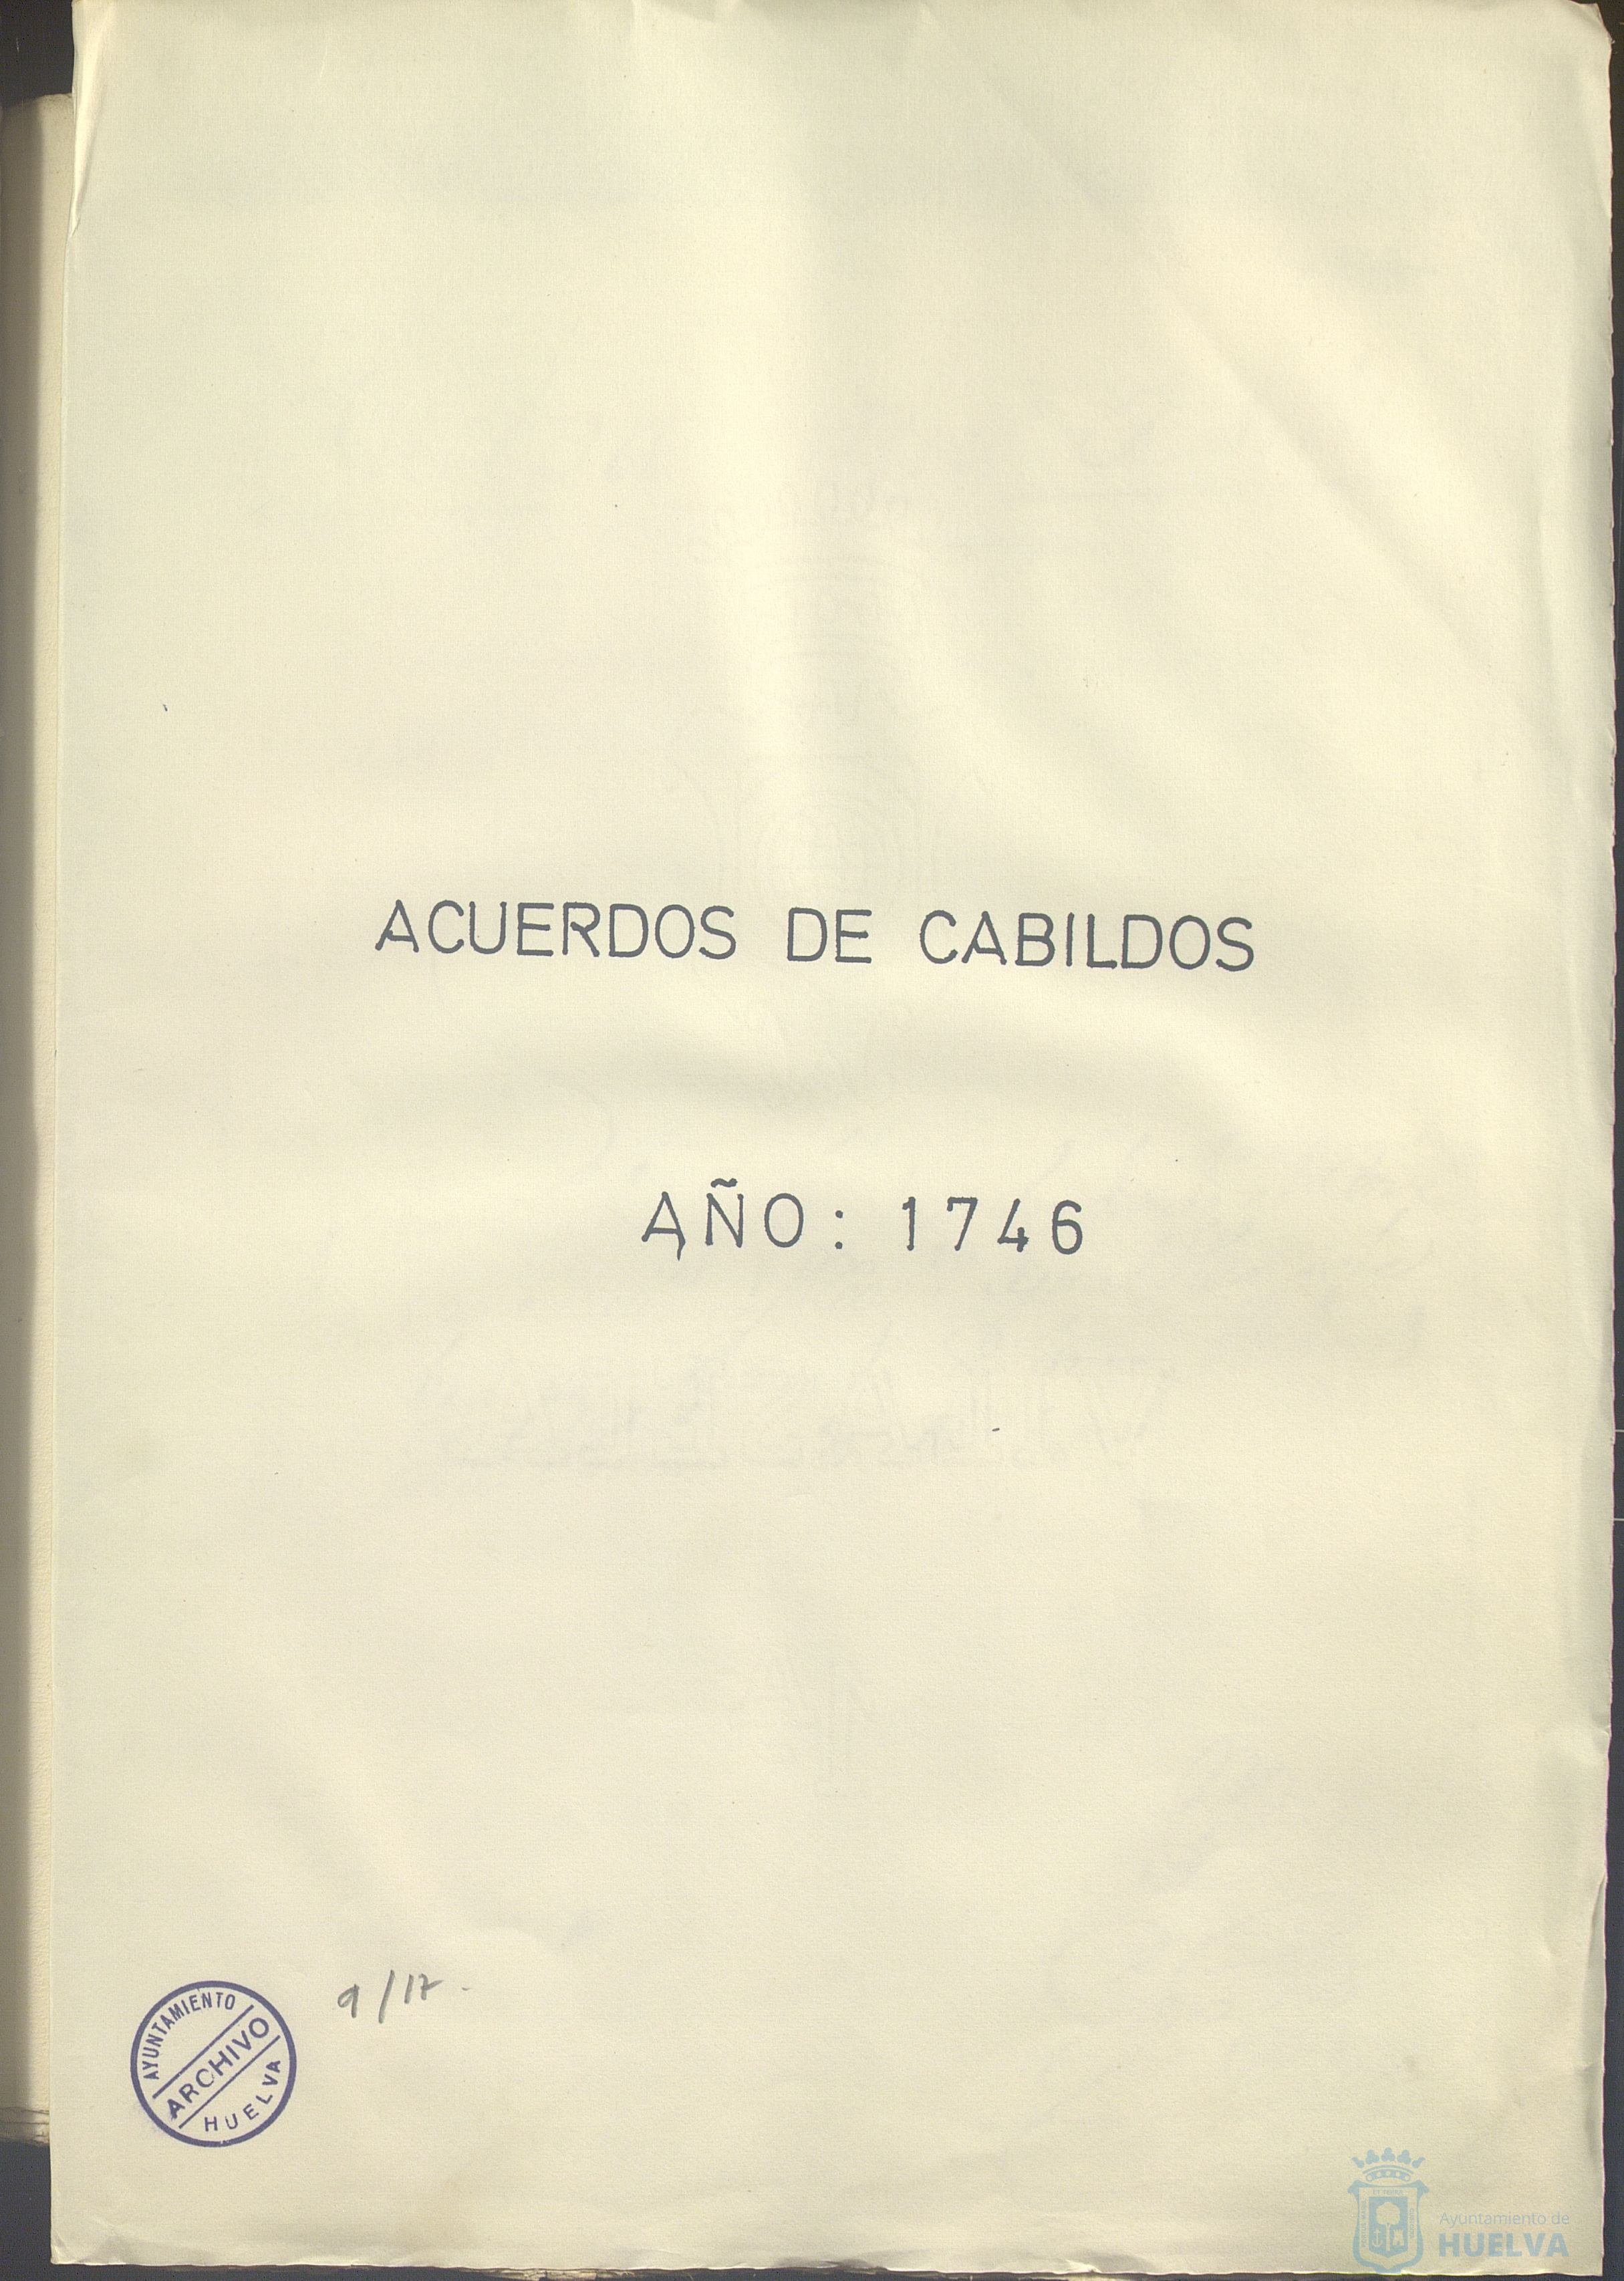 ACUERDOS DE CABILDOS
AÑO: 1746
9/17.
AYUNTAMIENTO
ARCHIVO
HUELVA
Ayuntamiento de
HUELVA